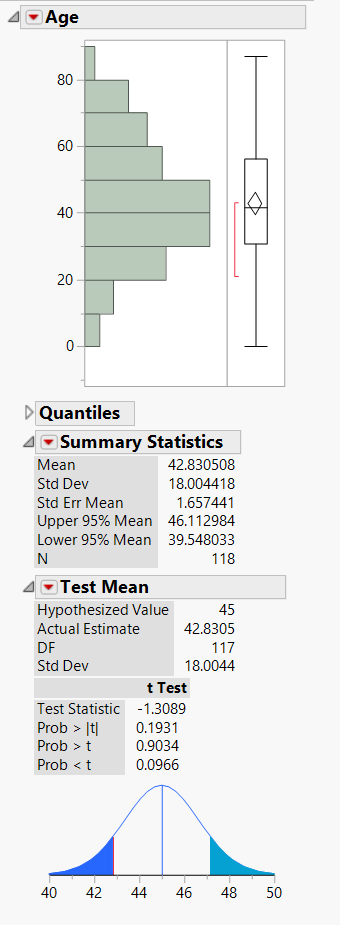 Age
80
60
40
20
0
Quantiles
Summary Statistics
Mean 42.830508
Std Dev 18.004418
Std Err Mean 1.657441
Upper 95% Mean 46.112984
Lower 95% Mean 39.548033
N 118
Test Mean
Hypothesized Value 45
Actual Estimate 42.8305
DF 117
Std Dev 18.0044
t Test
Test Statistic -1.3089
Prob > |t| 0.1931
Prob > t 0.9034
Prob < t 0.0966
40 42 44 46 48 50